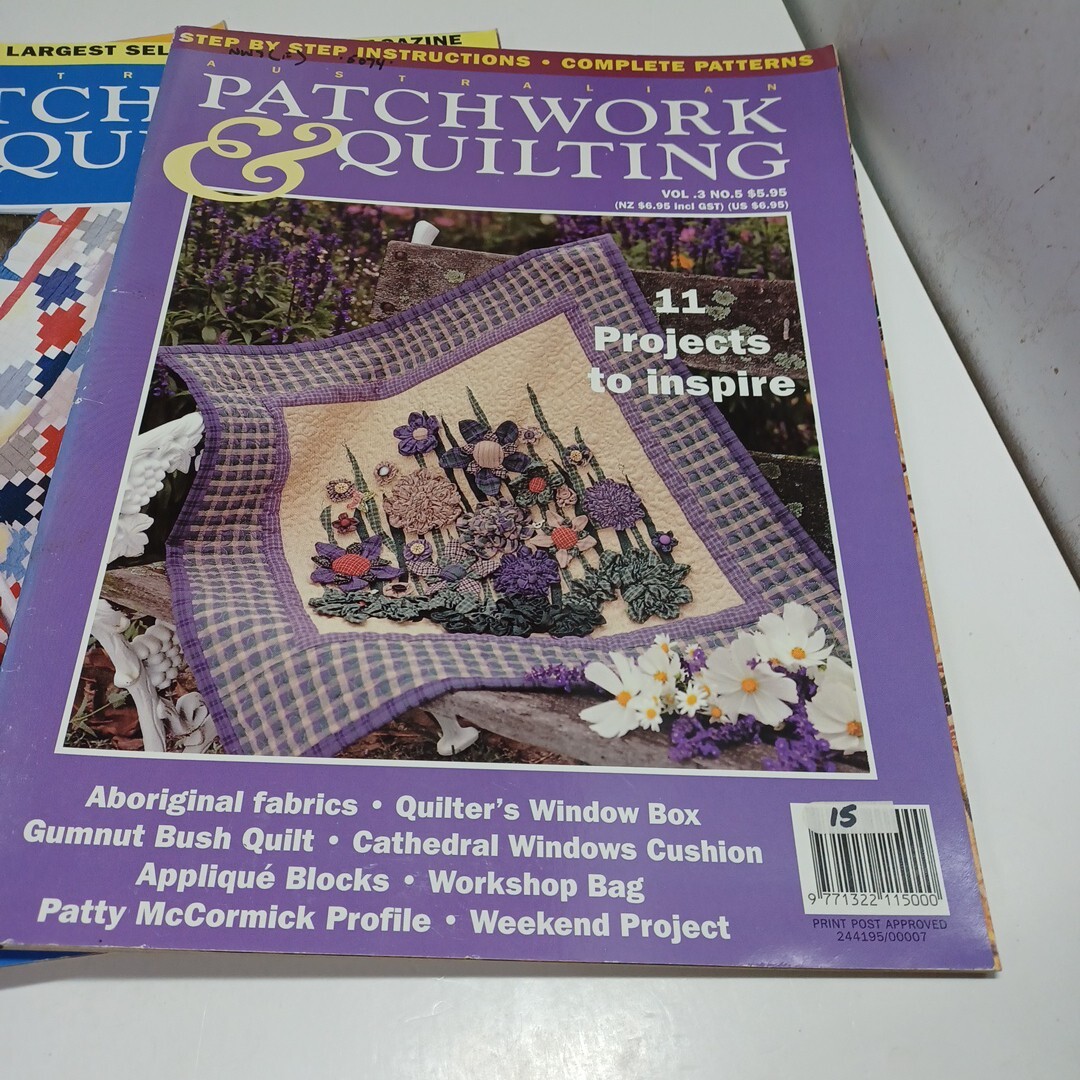 LARGEST SEL
AZINE
TCH
QU
STEP BY STEP INSTRUCTIONS • COMPLETE PATTERNS
AUSTRALIAN
PATCHWORK
& QUILTING
VOL .3 NO.5 $5.95
(NZ $6.95 incl GST) (US $6.95)
11
Projects
to inspire
Aboriginal fabrics • Quilter's Window Box
Gumnut Bush Quilt • Cathedral Windows Cushion
Appliqué Blocks • Workshop Bag
Patty McCormick Profile • Weekend Project
15
9 771322 115000
PRINT POST APPROVED
244195/00007